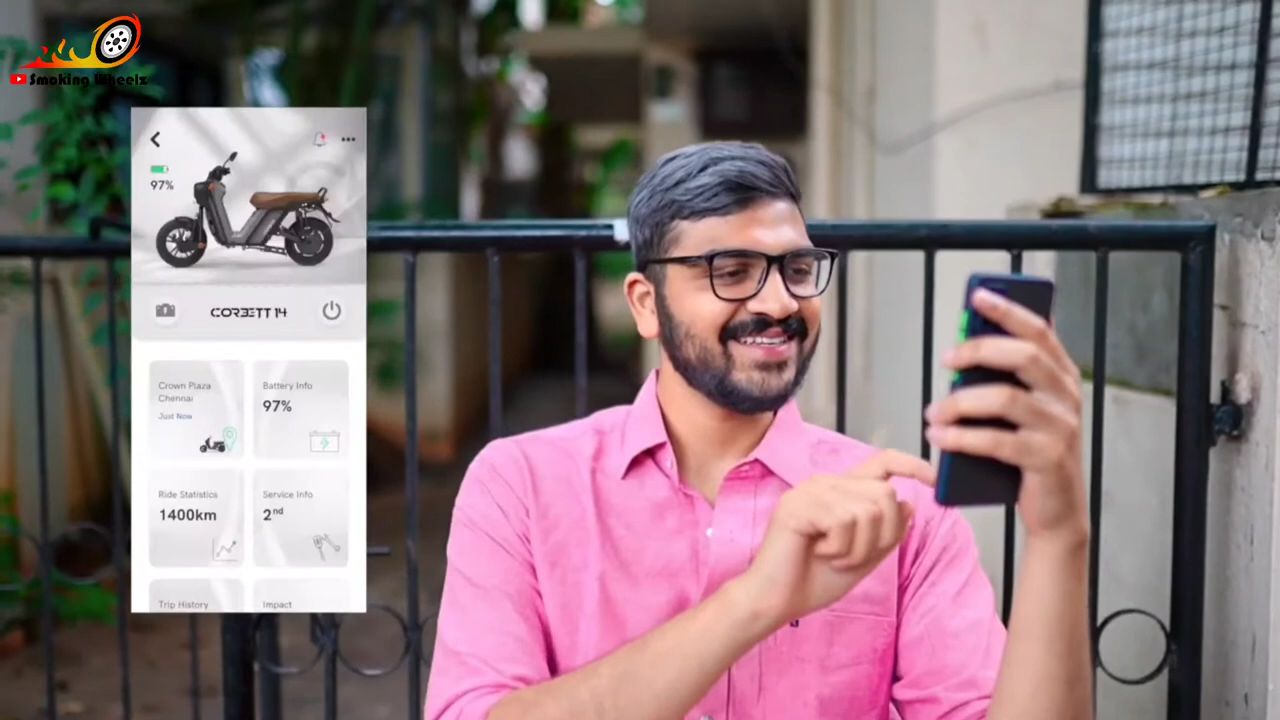 Smoking Wheelz
97%
CORBETT 14
Crown Plaza
Chennai
Just Now
Battery Info
97%
Ride Statistics
1400km
Service Info
2nd
Trip History
Impact